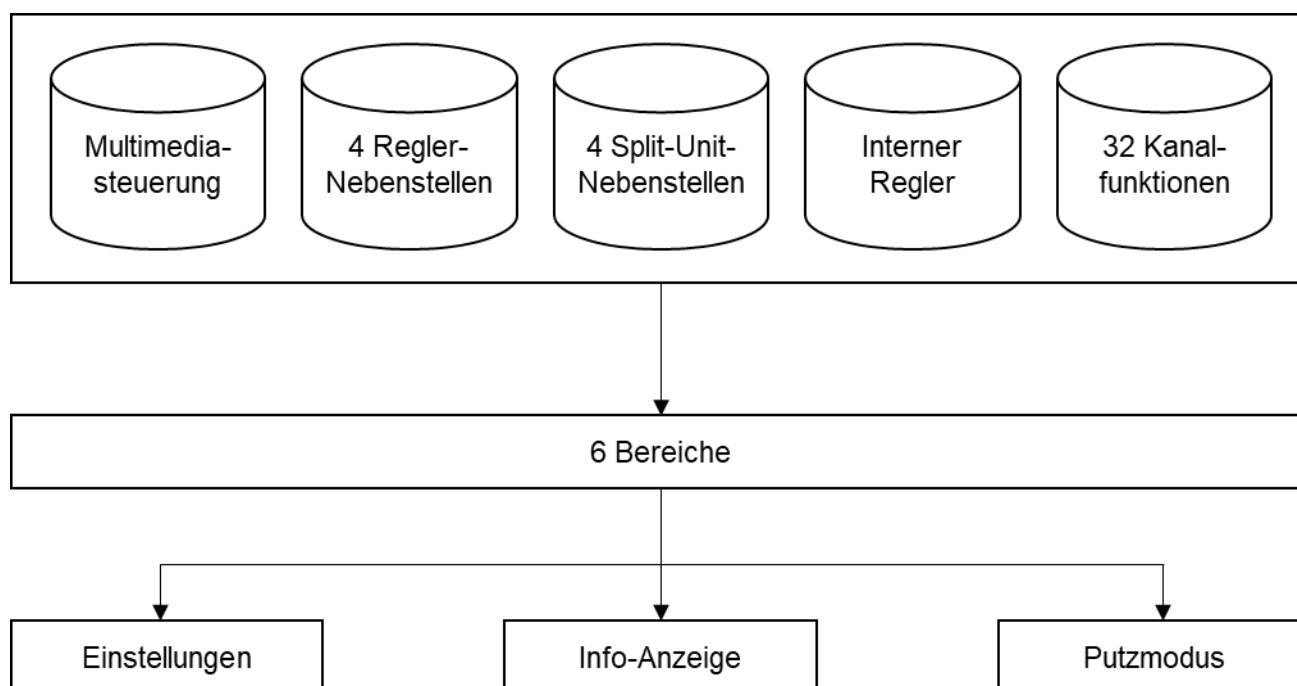 Multimedia-
steuerung
4 Regler-
Nebenstellen
4 Split-Unit-
Nebenstellen
Interner
Regler
32 Kanal-
funktionen
6 Bereiche
Einstellungen
Info-Anzeige
Putzmodus